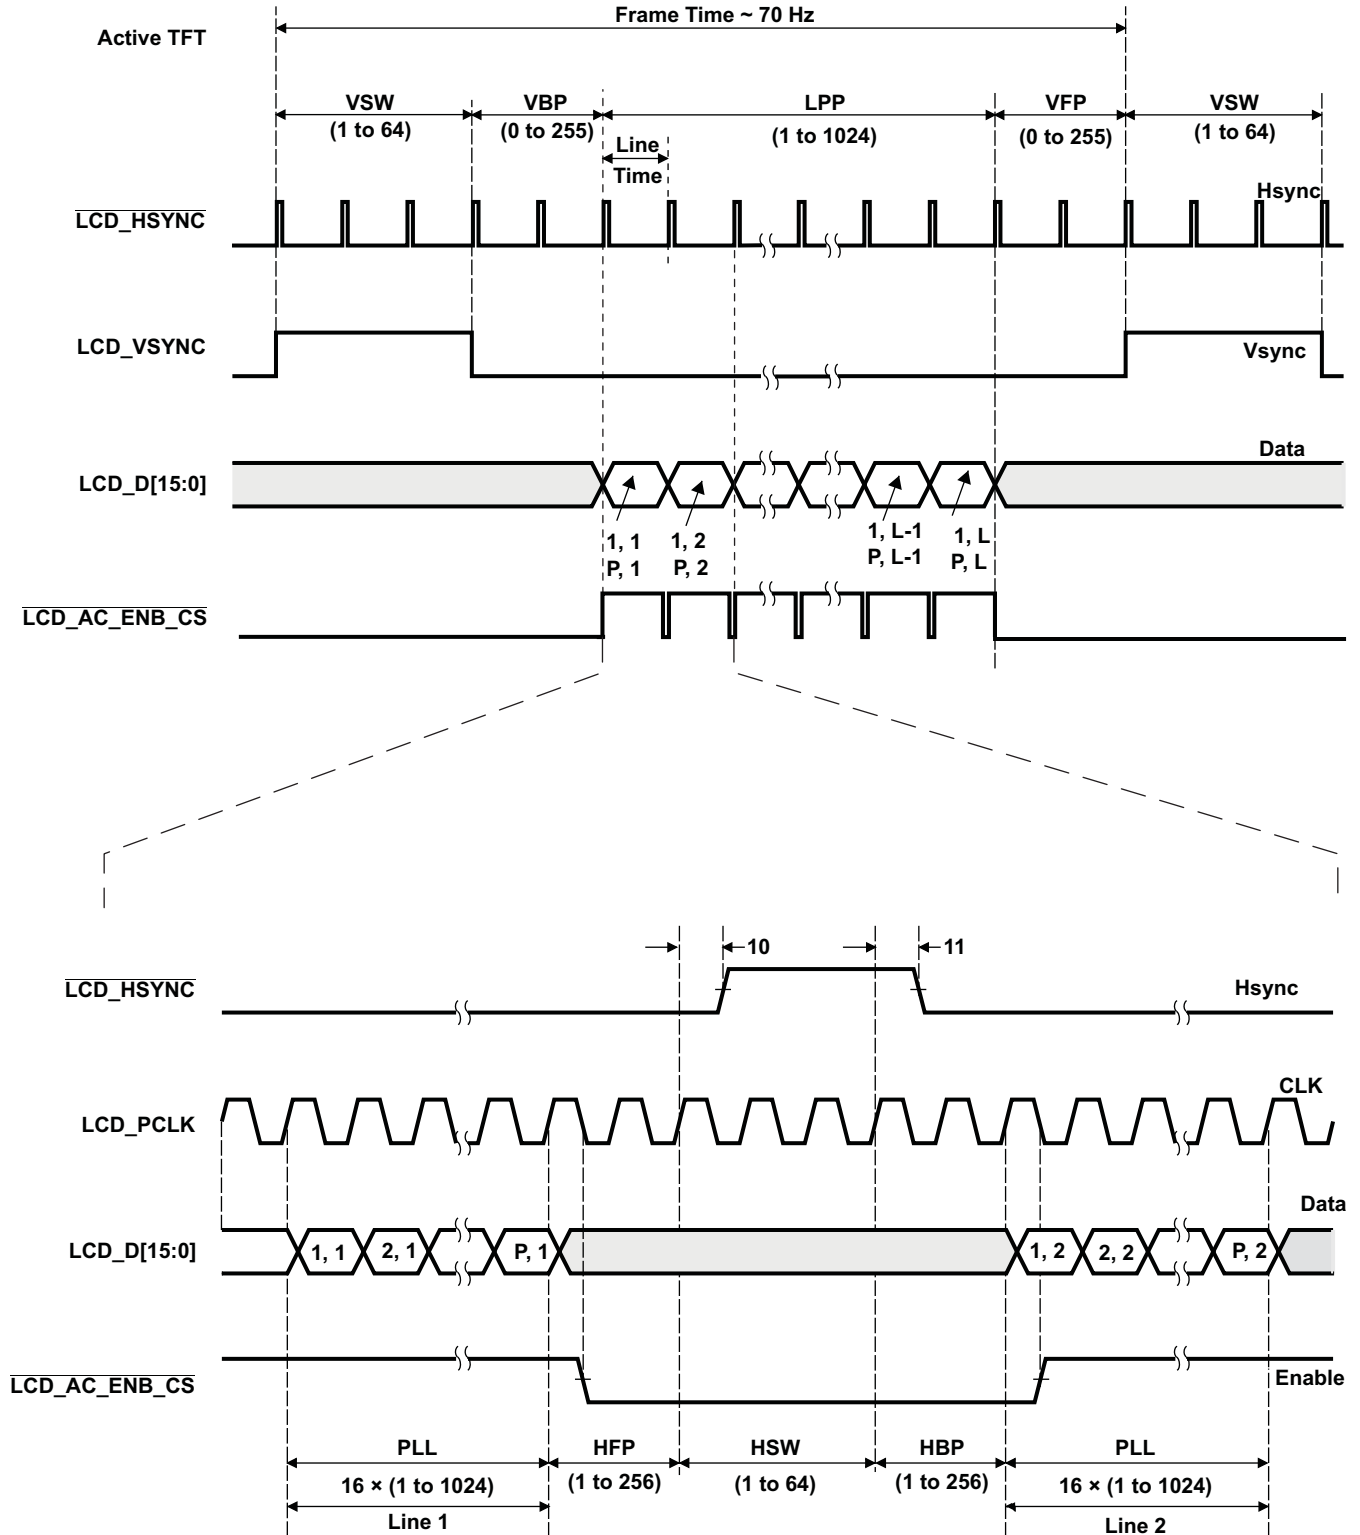 Frame Time ~ 70 Hz
Active TFT
VSW VBP LPP VFP VSW
(1 to 64) (0 to 255) (1 to 1024) (0 to 255) (1 to 64)
Line
Time
Hsync
LCD_HSYNC
LCD_VSYNC
Vsync
Data
LCD_D[15:0]
1, 1 1, 2 1, L-1 1, L
P, 1 P, 2 P, L-1 P, L
LCD_AC_ENB_CS
10 11
LCD_HSYNC
Hsync
CLK
LCD_PCLK
Data
LCD_D[15:0]
1, 1 2, 1 P, 1 1, 2 2, 2 P, 2
LCD_AC_ENB_CS
Enable
PLL HFP HSW HBP PLL
16 × (1 to 1024) (1 to 256) (1 to 64) (1 to 256) 16 × (1 to 1024)
Line 1 Line 2